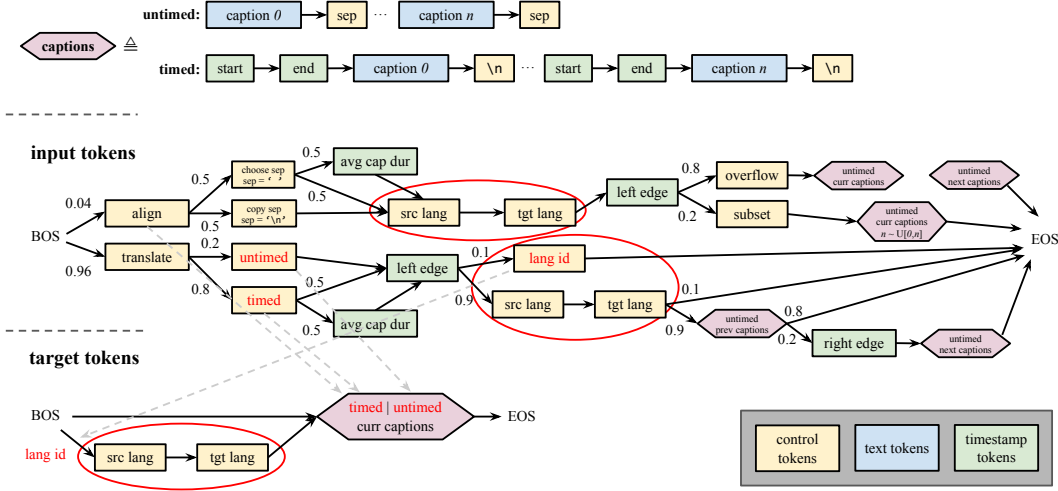 untimed: caption 0 sep ... caption n sep
captions ≜
timed: start end caption 0 \n ... start end caption n \n
input tokens
0.5 avg cap dur
choose sep
sep = ‘ ’
0.5 0.5
0.8 overflow untimed
curr captions
untimed
next captions
0.04 align
copy sep
sep = ‘\n’
src lang tgt lang left edge
0.2 subset untimed
curr captions
n ~ U[0,n]
BOS 0.5 EOS
0.2
translate untimed left edge 0.1 lang id
0.96
0.8 timed 0.5 0.9 src lang tgt lang 0.1
0.5 avg cap dur 0.9 untimed
prev captions
0.8
0.2 right edge untimed
next captions
target tokens
BOS timed | untimed
curr captions
EOS
lang id src lang tgt lang
control
tokens
text tokens
timestamp
tokens